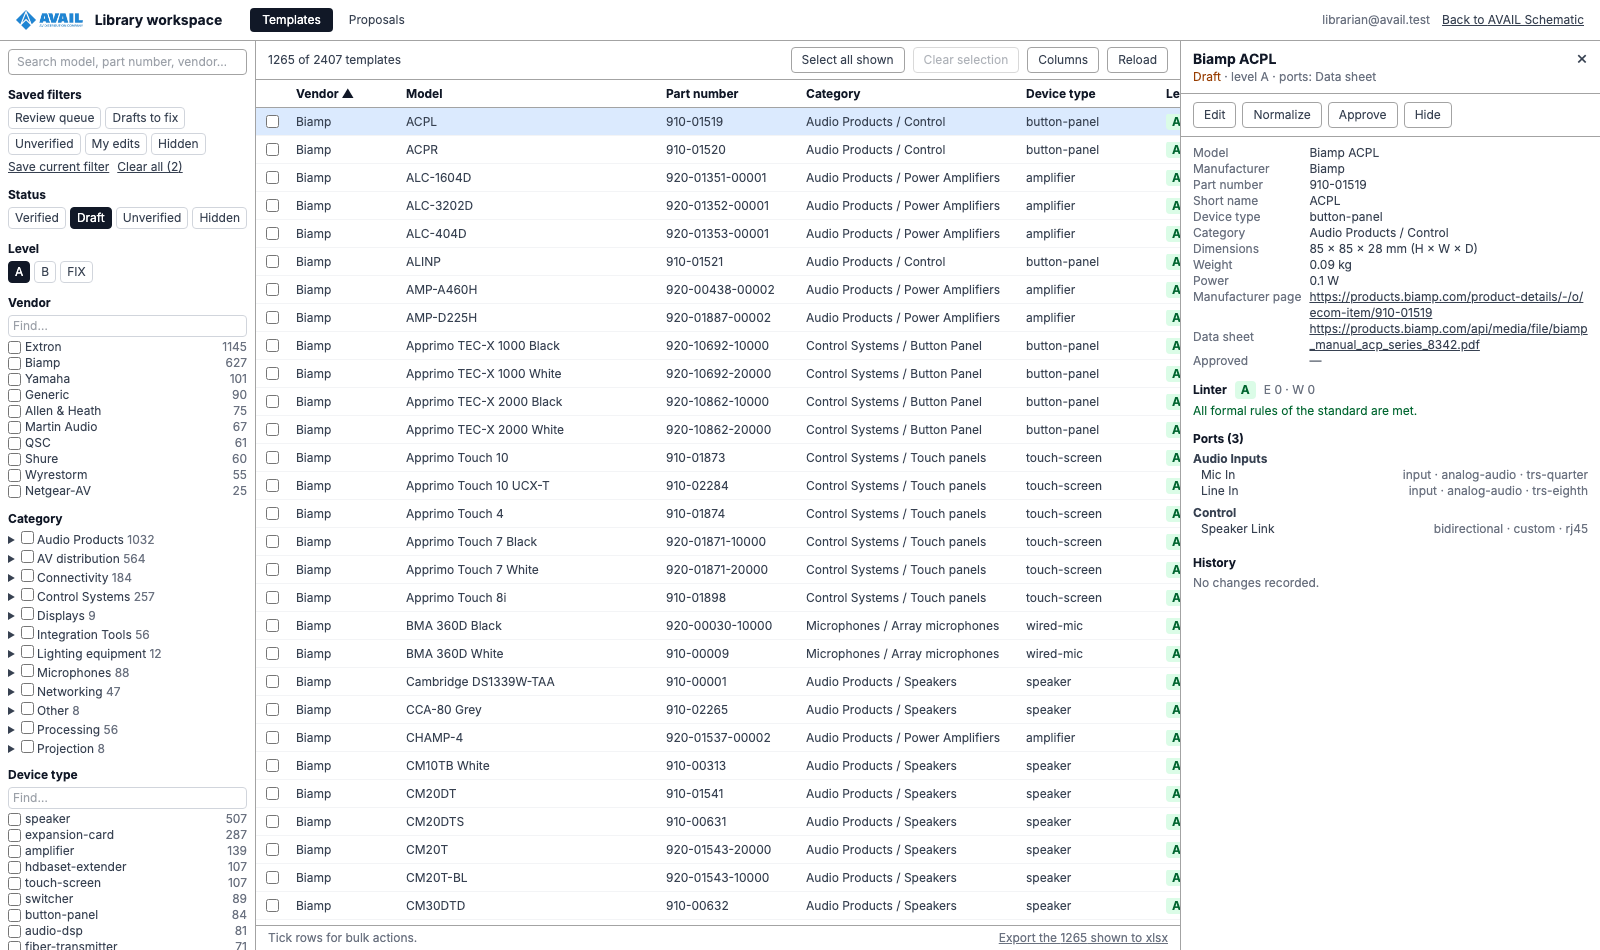 AVAIL Library workspace Templates Proposals librarian@avail.test Back to AVAIL Schematic
Search model, part number, vendor...
Saved filters
Review queue Drafts to fix
Unverified My edits Hidden
Save current filter Clear all (2)
Status
Verified Draft Unverified Hidden
Level
A B FIX
Vendor
Find...
Extron 1145
Biamp 627
Yamaha 101
Generic 90
Allen & Heath 75
Martin Audio 67
QSC 61
Shure 60
Wyrestorm 55
Netgear-AV 25
Category
Audio Products 1032
AV distribution 564
Connectivity 184
Control Systems 257
Displays 9
Integration Tools 56
Lighting equipment 12
Microphones 88
Networking 47
Other 8
Processing 56
Projection 8
Device type
Find...
speaker 507
expansion-card 287
amplifier 139
hdbaset-extender 107
touch-screen 107
switcher 89
button-panel 84
audio-dsp 81
fiber-transmitter 71
1265 of 2407 templates Select all shown Clear selection Columns Reload
Vendor ▲ Model Part number Category Device type Le
Biamp ACPL 910-01519 Audio Products / Control button-panel A
Biamp ACPR 910-01520 Audio Products / Control button-panel A
Biamp ALC-1604D 920-01351-00001 Audio Products / Power Amplifiers amplifier A
Biamp ALC-3202D 920-01352-00001 Audio Products / Power Amplifiers amplifier A
Biamp ALC-404D 920-01353-00001 Audio Products / Power Amplifiers amplifier A
Biamp ALINP 910-01521 Audio Products / Control button-panel A
Biamp AMP-A460H 920-00438-00002 Audio Products / Power Amplifiers amplifier A
Biamp AMP-D225H 920-01887-00002 Audio Products / Power Amplifiers amplifier A
Biamp Apprimo TEC-X 1000 Black 920-10692-10000 Control Systems / Button Panel button-panel A
Biamp Apprimo TEC-X 1000 White 920-10692-20000 Control Systems / Button Panel button-panel A
Biamp Apprimo TEC-X 2000 Black 920-10862-10000 Control Systems / Button Panel button-panel A
Biamp Apprimo TEC-X 2000 White 920-10862-20000 Control Systems / Button Panel button-panel A
Biamp Apprimo Touch 10 910-01873 Control Systems / Touch panels touch-screen A
Biamp Apprimo Touch 10 UCX-T 910-02284 Control Systems / Touch panels touch-screen A
Biamp Apprimo Touch 4 910-01874 Control Systems / Touch panels touch-screen A
Biamp Apprimo Touch 7 Black 920-01871-10000 Control Systems / Touch panels touch-screen A
Biamp Apprimo Touch 7 White 920-01871-20000 Control Systems / Touch panels touch-screen A
Biamp Apprimo Touch 8i 910-01898 Control Systems / Touch panels touch-screen A
Biamp BMA 360D Black 920-00030-10000 Microphones / Array microphones wired-mic A
Biamp BMA 360D White 910-00009 Microphones / Array microphones wired-mic A
Biamp Cambridge DS1339W-TAA 910-00001 Audio Products / Speakers speaker A
Biamp CCA-80 Grey 910-02265 Audio Products / Speakers speaker A
Biamp CHAMP-4 920-01537-00002 Audio Products / Power Amplifiers amplifier A
Biamp CM10TB White 910-00313 Audio Products / Speakers speaker A
Biamp CM20DT 910-01541 Audio Products / Speakers speaker A
Biamp CM20DTS 910-00631 Audio Products / Speakers speaker A
Biamp CM20T 920-01543-20000 Audio Products / Speakers speaker A
Biamp CM20T-BL 920-01543-10000 Audio Products / Speakers speaker A
Biamp CM30DTD 910-00632 Audio Products / Speakers speaker A
Tick rows for bulk actions. Export the 1265 shown to xlsx
Biamp ACPL ✕
Draft · level A · ports: Data sheet
Edit Normalize Approve Hide
Model Biamp ACPL
Manufacturer Biamp
Part number 910-01519
Short name ACPL
Device type button-panel
Category Audio Products / Control
Dimensions 85 × 85 × 28 mm (H × W × D)
Weight 0.09 kg
Power 0.1 W
Manufacturer page https://products.biamp.com/product-details/-/o/
ecom-item/910-01519
Data sheet https://products.biamp.com/api/media/file/biamp
_manual_acp_series_8342.pdf
Approved —
Linter A E 0 · W 0
All formal rules of the standard are met.
Ports (3)
Audio Inputs
Mic In input · analog-audio · trs-quarter
Line In input · analog-audio · trs-eighth
Control
Speaker Link bidirectional · custom · rj45
History
No changes recorded.